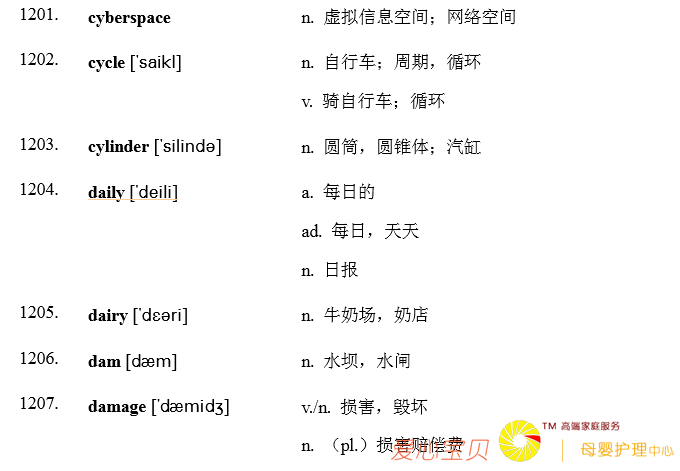 1201. cyberspace n. 虚拟信息空间；网络空间
1202. cycle [ˈsaikl] n. 自行车；周期，循环
v. 骑自行车；循环
1203. cylinder [ˈsilində] n. 圆筒，圆锥体；汽缸
1204. daily [ˈdeili] a. 每日的
ad. 每日，天天
n. 日报
1205. dairy [ˈdɛəri] n. 牛奶场，奶店
1206. dam [dæm] n. 水坝，水闸
1207. damage [ˈdæmidʒ] v./n. 损害，毁坏
n. （pl.）损害赔偿费
爱心宝贝
TM 高端家庭服务
母婴护理中心